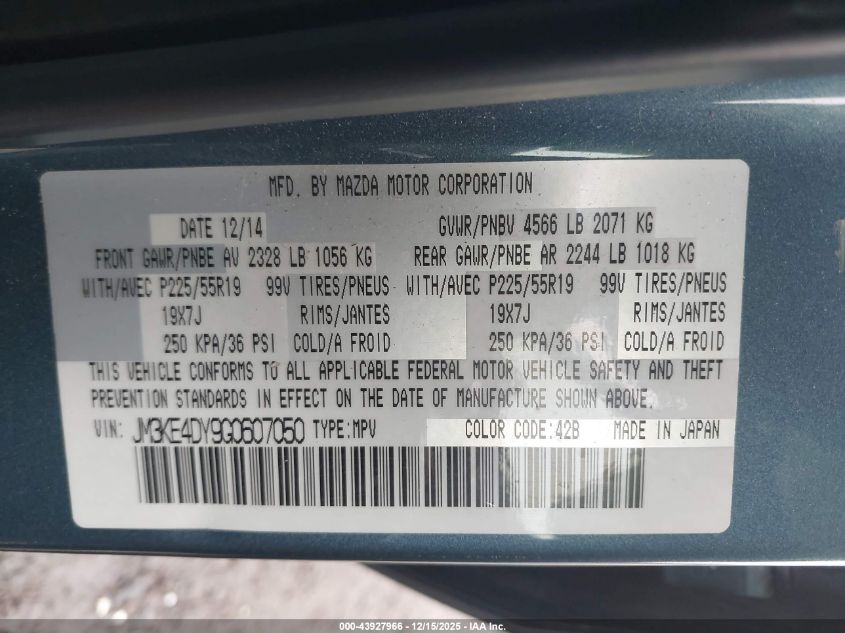 MFD. BY MAZDA MOTOR CORPORATION
DATE 12/14 GVWR/PNBV 4566 LB 2071 KG
FRONT GAWR/PNBE AV 2328 LB 1056 KG REAR GAWR/PNBE AR 2244 LB 1018 KG
WITH/AVEC P225/55R19 99V TIRES/PNEUS WITH/AVEC P225/55R19 99V TIRES/PNEUS
19X7J RIMS/JANTES 19X7J RIMS/JANTES
250 KPA/36 PSI COLD/A FROID 250 KPA/36 PSI COLD/A FROID
THIS VEHICLE CONFORMS TO ALL APPLICABLE FEDERAL MOTOR VEHICLE SAFETY AND THEFT
PREVENTION STANDARDS IN EFFECT ON THE DATE OF MANUFACTURE SHOWN ABOVE.
VIN: JM3KE4DY9G0607050 TYPE:MPV COLOR CODE:42B MADE IN JAPAN
000-43927966 - 12/15/2025 - IAAI.com